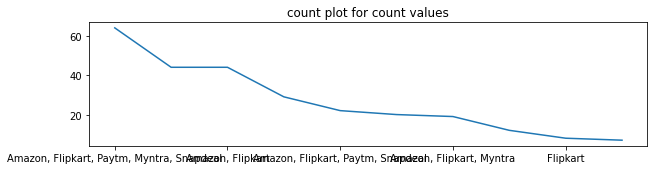 count plot for count values
60
40
20
Amazon, Flipkart, Paytm, Myntra, Snapdeal
Amazon, Flipkart
Amazon, Flipkart, Paytm, Snapdeal
Amazon, Flipkart, Myntra
Flipkart